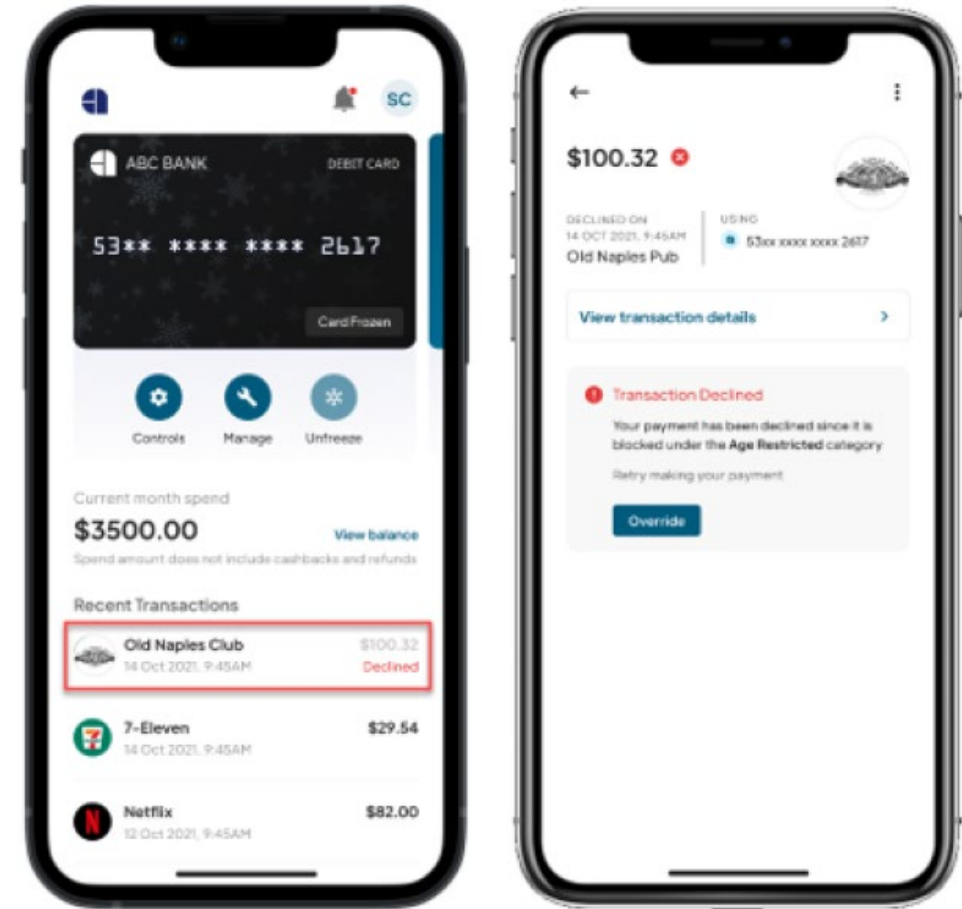 SC
ABC BANK
DEBIT CARD
53** **** **** 2617
Card Frozen
Controls
Manage
Unfreeze
Current month spend
$3500.00
View balance
Spend amount does not include cashbacks and refunds
Recent Transactions
Old Naples Club
$100.32
14 Oct 2021, 9:45AM
Declined
7-Eleven
$29.54
14 Oct 2021, 9:45AM
Netflix
$82.00
12 Oct 2021, 9:45AM
$100.32
DECLINED ON
14 OCT 2021, 9:45AM
Old Naples Pub
USING
53xx xxxx xxxx 2617
View transaction details
Transaction Declined
Your payment has been declined since it is
blocked under the Age Restricted category
Retry making your payment
Override